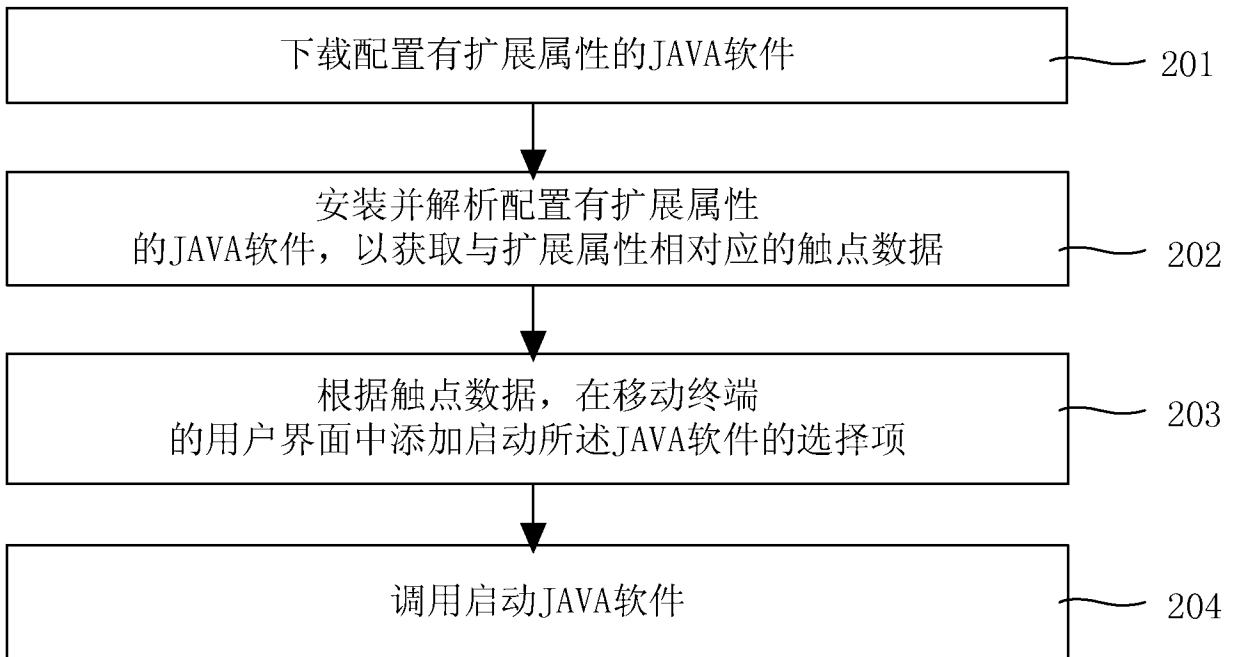 下载配置有扩展属性的JAVA软件
201
安装并解析配置有扩展属性
的JAVA软件，以获取与扩展属性相对应的触点数据
202
根据触点数据，在移动终端
的用户界面中添加启动所述JAVA软件的选择项
203
调用启动JAVA软件
204